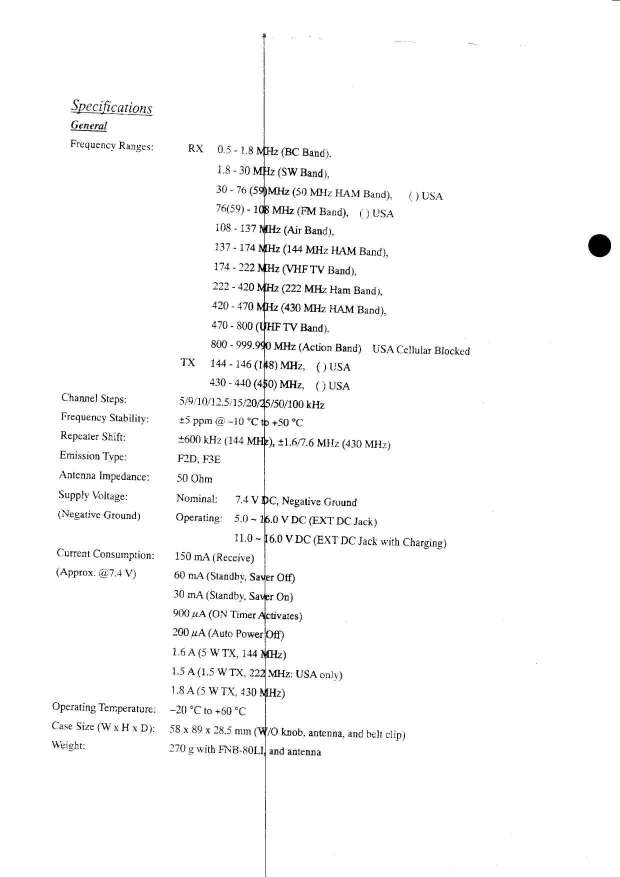 Specifications
General
Frequency Ranges: RX 0.5 - 1.8 MHz (BC Band),
1.8 - 30 MHz (SW Band),
30 - 76 (59)MHz (50 MHz HAM Band), ( ) USA
76(59) - 108 MHz (FM Band), ( ) USA
108 - 137 MHz (Air Band),
137 - 174 MHz (144 MHz HAM Band),
174 - 222 MHz (VHF TV Band),
222 - 420 MHz (222 MHz Ham Band),
420 - 470 MHz (430 MHz HAM Band),
470 - 800 (UHF TV Band),
800 - 999.990 MHz (Action Band) USA Cellular Blocked
TX 144 - 146 (148) MHz, ( ) USA
430 - 440 (450) MHz, ( ) USA
Channel Steps: 5/9/10/12.5/15/20/25/50/100 kHz
Frequency Stability: ±5 ppm @ –10 °C to +50 °C
Repeater Shift: ±600 kHz (144 MHz), ±1.6/7.6 MHz (430 MHz)
Emission Type: F2D, F3E
Antenna Impedance: 50 Ohm
Supply Voltage: Nominal: 7.4 V DC, Negative Ground
(Negative Ground) Operating: 5.0 ~ 16.0 V DC (EXT DC Jack)
11.0 ~ 16.0 V DC (EXT DC Jack with Charging)
Current Consumption: 150 mA (Receive)
(Approx. @7.4 V) 60 mA (Standby, Saver Off)
30 mA (Standby, Saver On)
900 µA (ON Timer Activates)
200 µA (Auto Power Off)
1.6 A (5 W TX, 144 MHz)
1.5 A (1.5 W TX, 222 MHz: USA only)
1.8 A (5 W TX, 430 MHz)
Operating Temperature: –20 °C to +60 °C
Case Size (W x H x D): 58 x 89 x 28.5 mm (W/O knob, antenna, and belt clip)
Weight: 270 g with FNB-80LI, and antenna